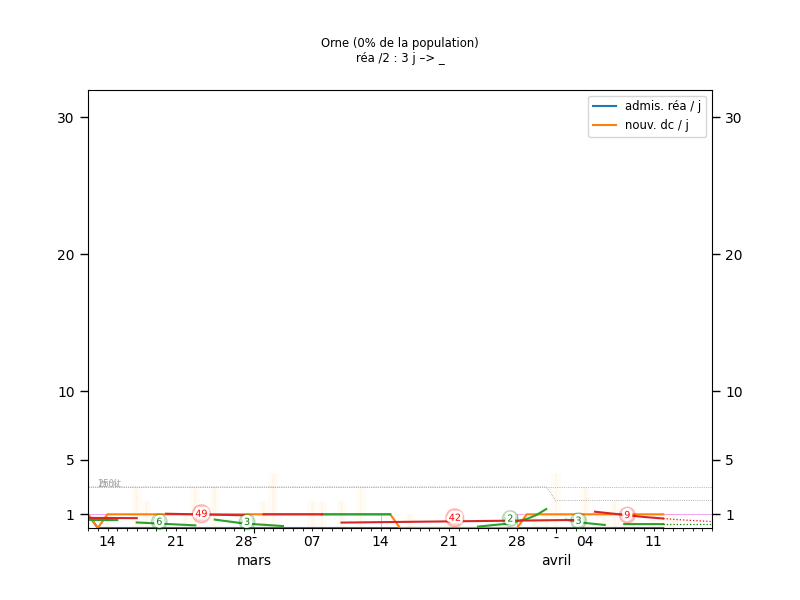 Orne (0% de la population)
réa /2 : 3 j –> _
admis. réa / j
nouv. dc / j
30 30
20 20
10 10
5 5
1 1
6 49 3 42 2 3 9
14 21 28 07 14 28 04 11
21
mars avril